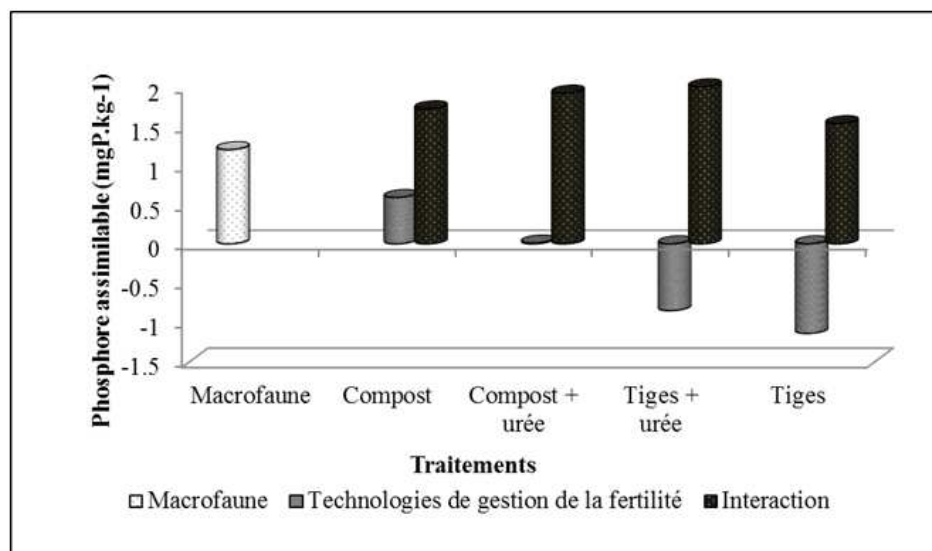 Phosphore assimilable (mgP.kg-1)
2
1.5
1
0.5
0
-0.5
-1
-1.5
Macrofaune
Compost
Compost +
urée
Tiges +
urée
Tiges
Traitements
Macrofaune
Technologies de gestion de la fertilité
Interaction